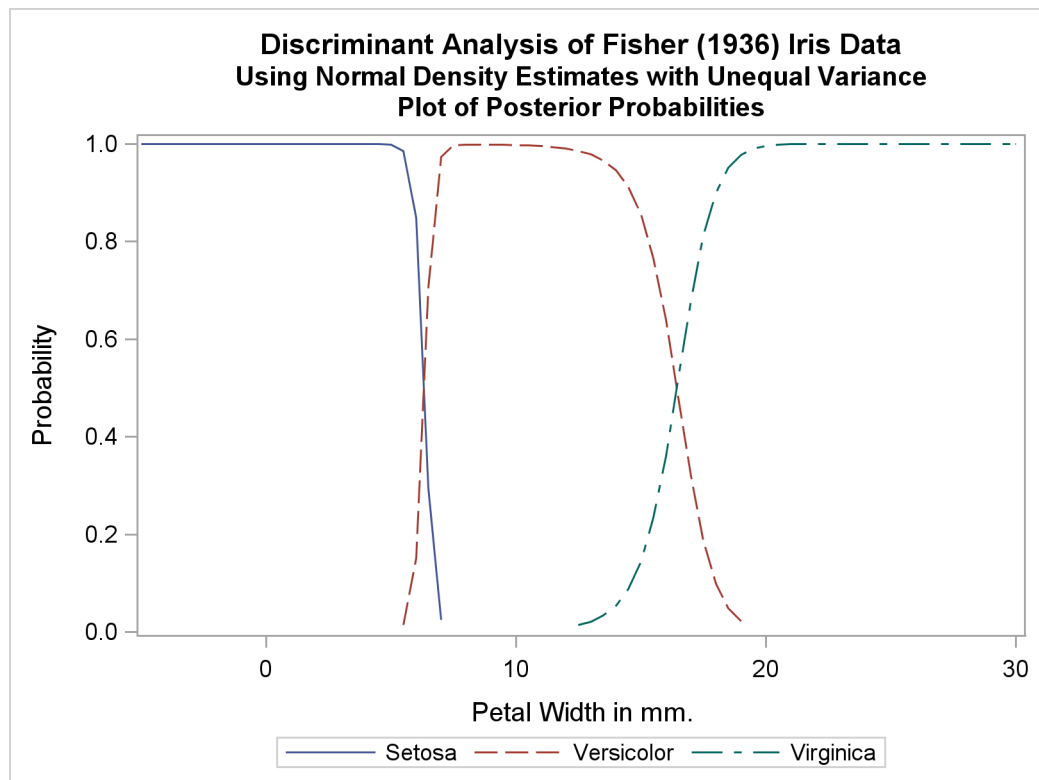 Discriminant Analysis of Fisher (1936) Iris Data
Using Normal Density Estimates with Unequal Variance
Plot of Posterior Probabilities
1.0
0.8
0.6
0.4
0.2
0.0
Probability
0 10 20 30
Petal Width in mm.
Setosa Versicolor Virginica